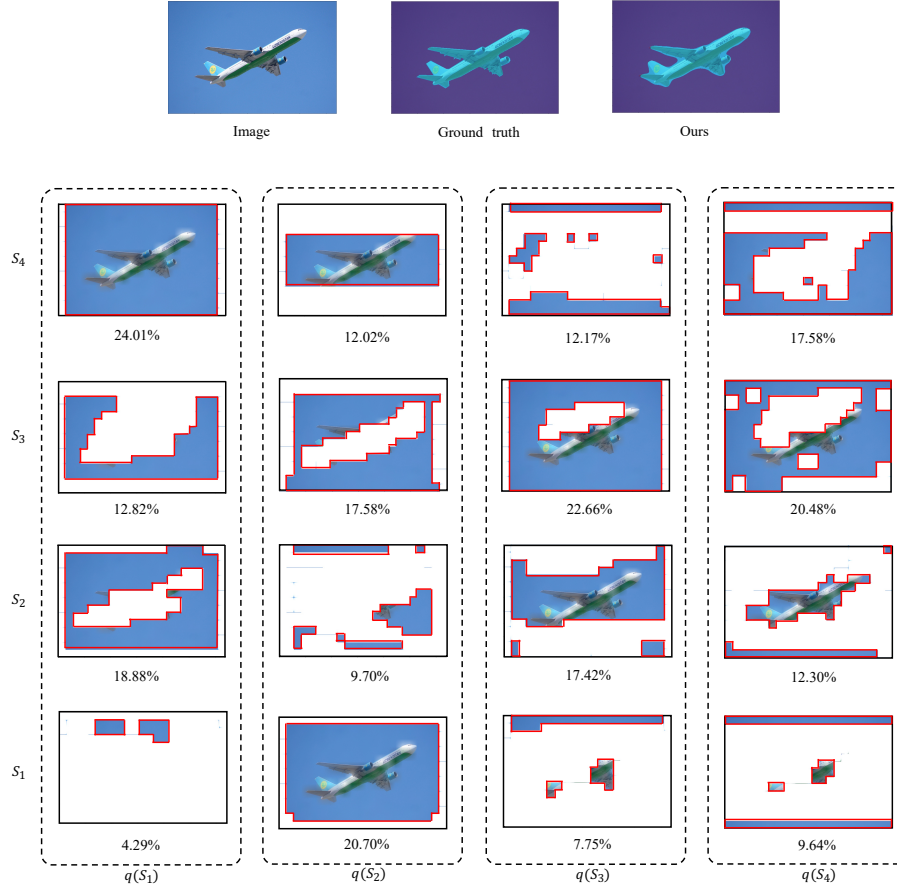 Image
Ground truth
Ours
S4
24.01%
12.02%
12.17%
17.58%
S3
12.82%
17.58%
22.66%
20.48%
S2
18.88%
9.70%
17.42%
12.30%
S1
4.29%
20.70%
7.75%
9.64%
q(S1)
q(S2)
q(S3)
q(S4)